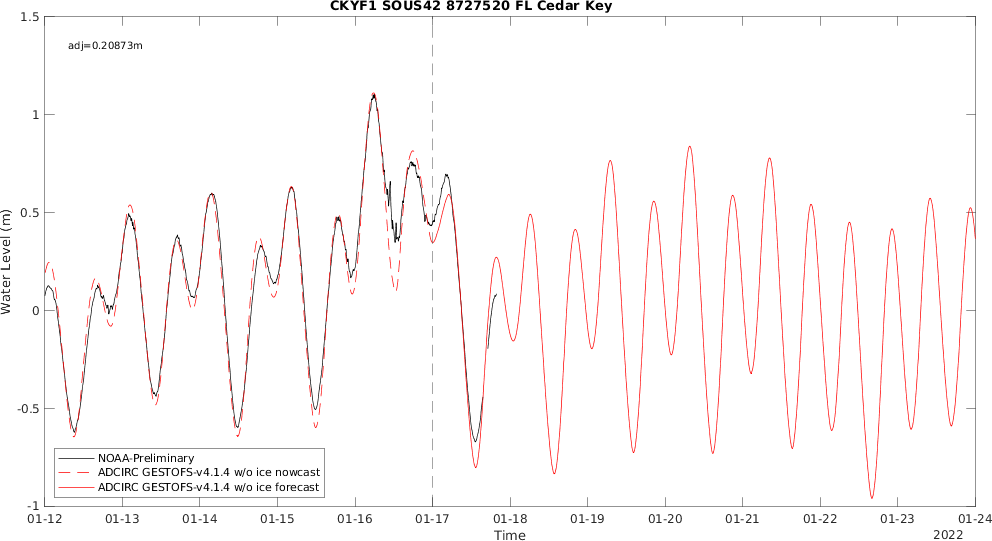 CKYF1 SOUS42 8727520 FL Cedar Key
adj=0.20873m
Water Level (m)
1.5
1
0.5
0
-0.5
-1
NOAA-Preliminary
ADCIRC GESTOFS-v4.1.4 w/o ice nowcast
ADCIRC GESTOFS-v4.1.4 w/o ice forecast
01-12 01-13 01-14 01-15 01-16 01-17 01-18 01-19 01-20 01-21 01-22 01-23 01-24
Time
2022